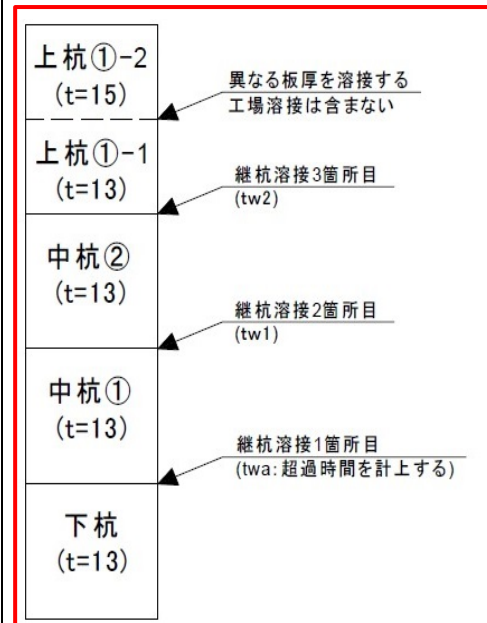 上杭①-2
(t=15)
異なる板厚を溶接する
工場溶接は含まない
上杭①-1
(t=13)
継杭溶接3箇所目
(tw2)
中杭②
(t=13)
継杭溶接2箇所目
(tw1)
中杭①
(t=13)
継杭溶接1箇所目
(twa:超過時間を計上する)
下杭
(t=13)